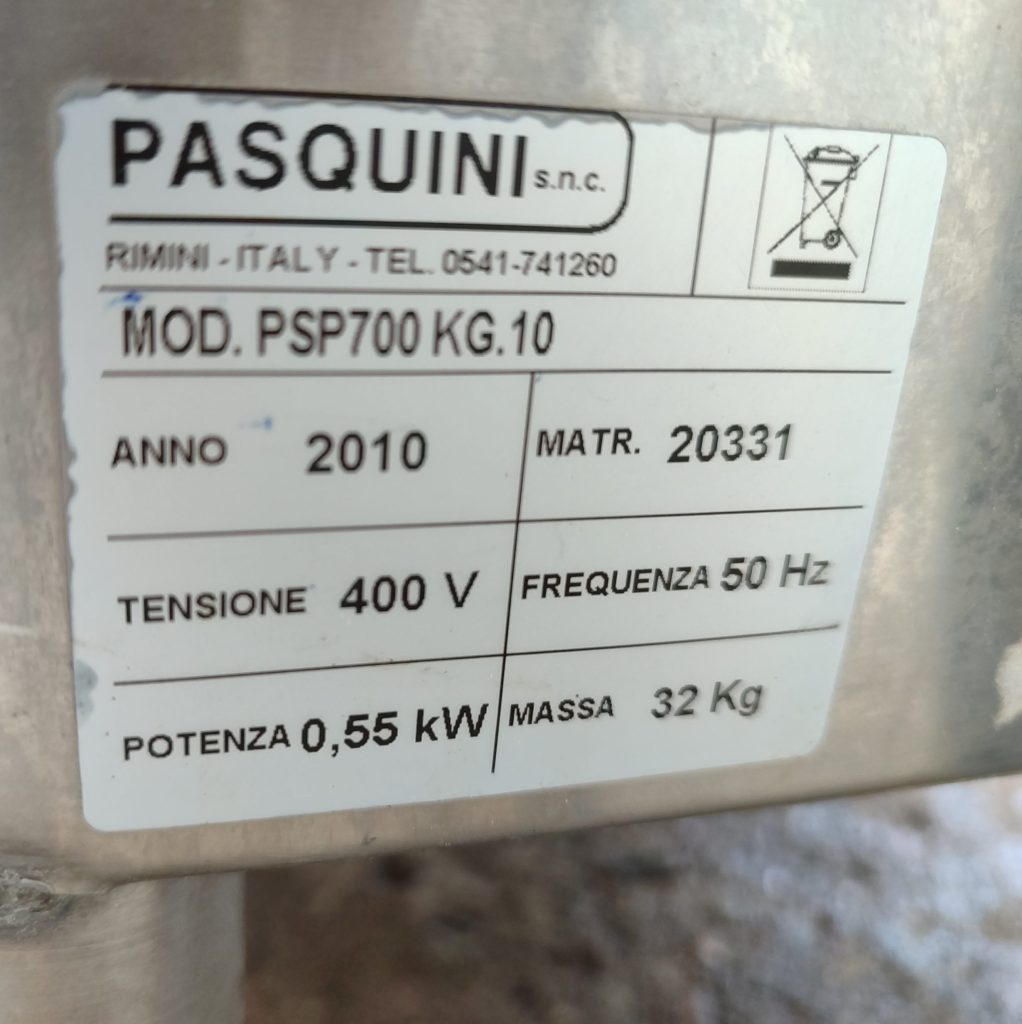 PASQUINI s.n.c.
RIMINI - ITALY - TEL. 0541-741260
MOD. PSP700 KG.10
ANNO 2010 MATR. 20331
TENSIONE 400 V FREQUENZA 50 Hz
POTENZA 0,55 kW MASSA 32 Kg